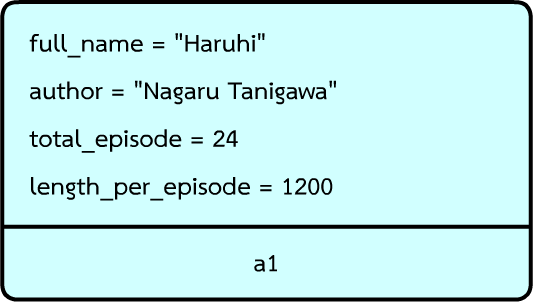 full_name = "Haruhi"
author = "Nagaru Tanigawa"
total_episode = 24
length_per_episode = 1200
a1